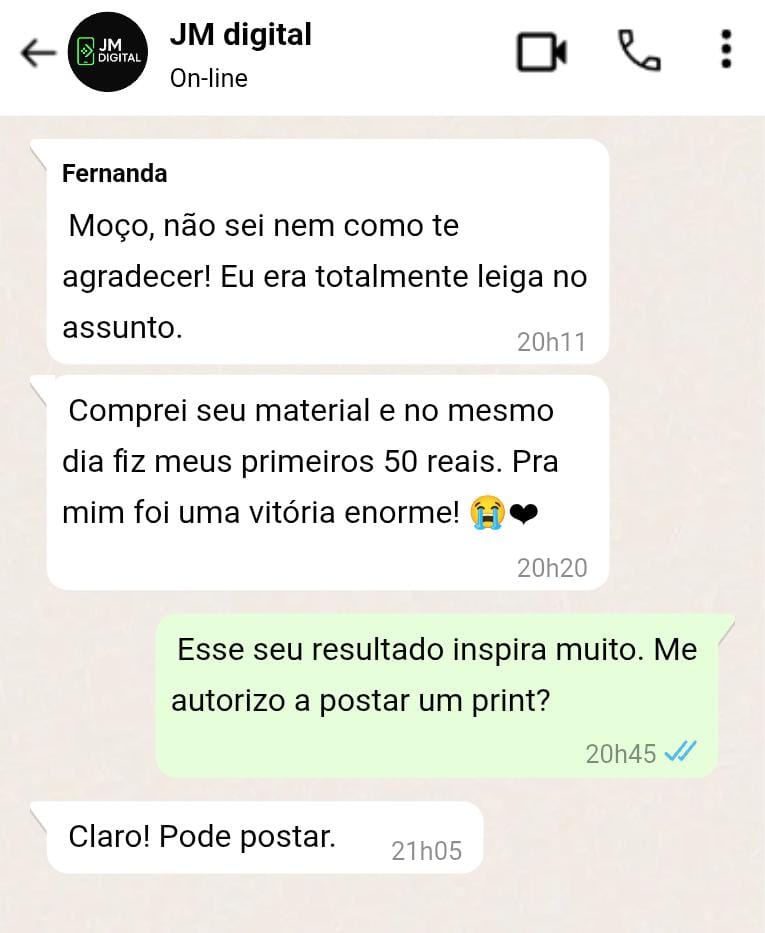 JM digital
JM
DIGITAL
On-line
Fernanda
Moço, não sei nem como te
agradecer! Eu era totalmente leiga no
assunto.
20h11
Comprei seu material e no mesmo
dia fiz meus primeiros 50 reais. Pra
mim foi uma vitória enorme! 😭❤
20h20
Esse seu resultado inspira muito. Me
autorizo a postar um print?
20h45
Claro! Pode postar.
21h05